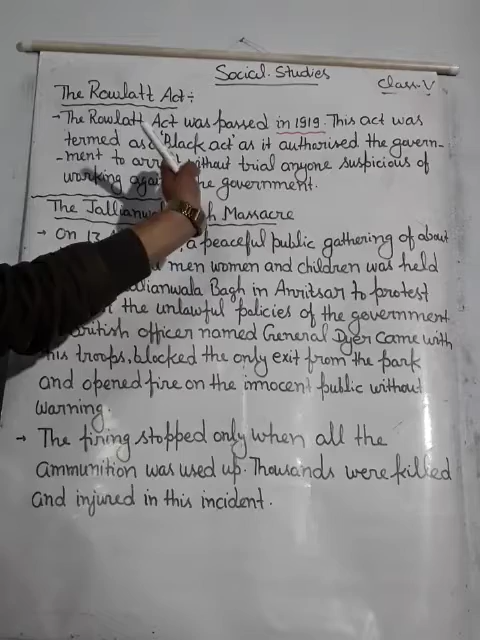 Social Studies
Class-V
The Rowlatt Act:
→ The Rowlatt Act was passed in 1919. This act was
termed as a 'Black act' as it authorised the govern-
-ment to without trial anyone suspicious of
working the government.
The Massacre
→ On 13 a peaceful public gathering of about
men women and children was held
Bagh in Amritsar to protest
the unlawful policies of the government
British officer named General Dyer came with
his troops, blocked the only exit from the park
and opened fire on the innocent public without
warning.
→ The firing stopped only when all the
ammunition was used up. Thousands were killed
and injured in this incident.